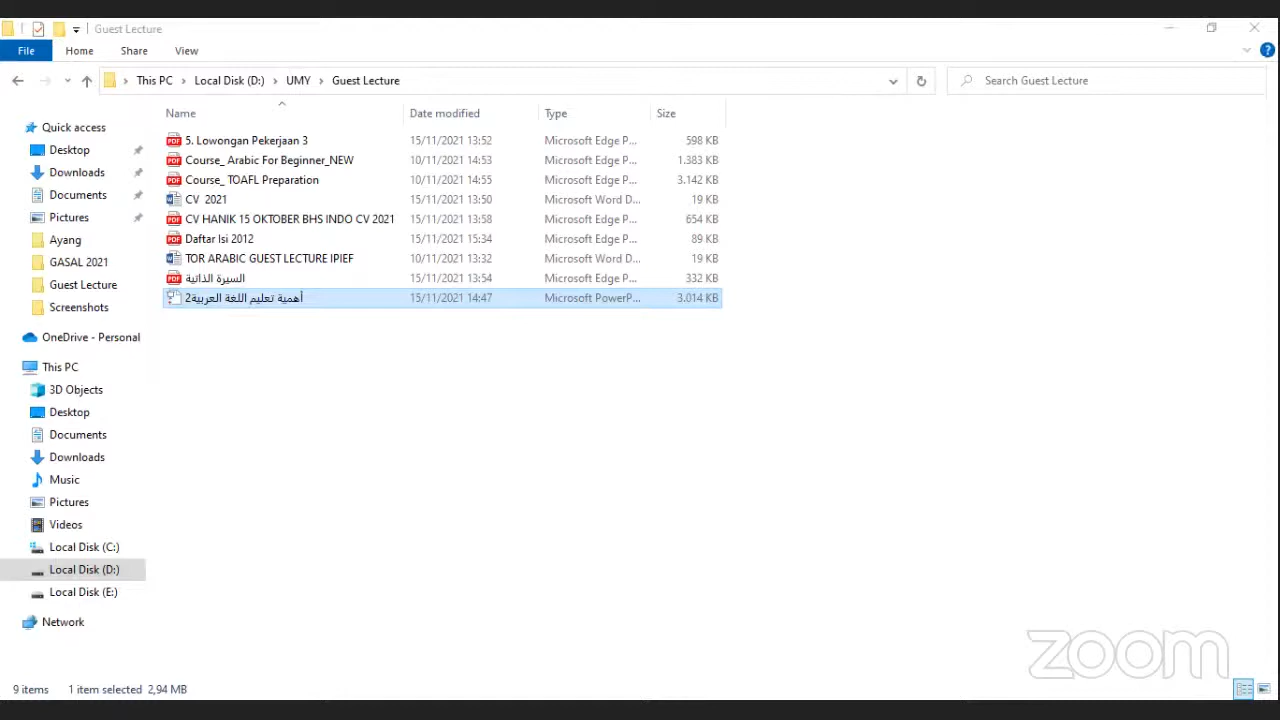 Guest Lecture
File Home Share View
This PC Local Disk (D:) UMY Guest Lecture
Search Guest Lecture
Name Date modified Type Size
Quick access
Desktop
Downloads
Documents
Pictures
Ayang
GASAL 2021
Guest Lecture
Screenshots
OneDrive - Personal
This PC
3D Objects
Desktop
Documents
Downloads
Music
Pictures
Videos
Local Disk (C:)
Local Disk (D:)
Local Disk (E:)
Network
5. Lowongan Pekerjaan 3 15/11/2021 13:52 Microsoft Edge P... 598 KB
Course_ Arabic For Beginner_NEW 10/11/2021 14:53 Microsoft Edge P... 1.383 KB
Course_ TOAFL Preparation 10/11/2021 14:55 Microsoft Edge P... 3.142 KB
CV 2021 15/11/2021 13:50 Microsoft Word D... 19 KB
CV HANIK 15 OKTOBER BHS INDO CV 2021 15/11/2021 13:58 Microsoft Edge P... 654 KB
Daftar Isi 2012 15/11/2021 15:34 Microsoft Edge P... 89 KB
TOR ARABIC GUEST LECTURE IPIEF 10/11/2021 13:32 Microsoft Word D... 19 KB
السيرة الذاتية 15/11/2021 13:54 Microsoft Edge P... 332 KB
أهمية تعليم اللغة العربية2 15/11/2021 14:47 Microsoft PowerP... 3.014 KB
zoom
9 items 1 item selected 2,94 MB